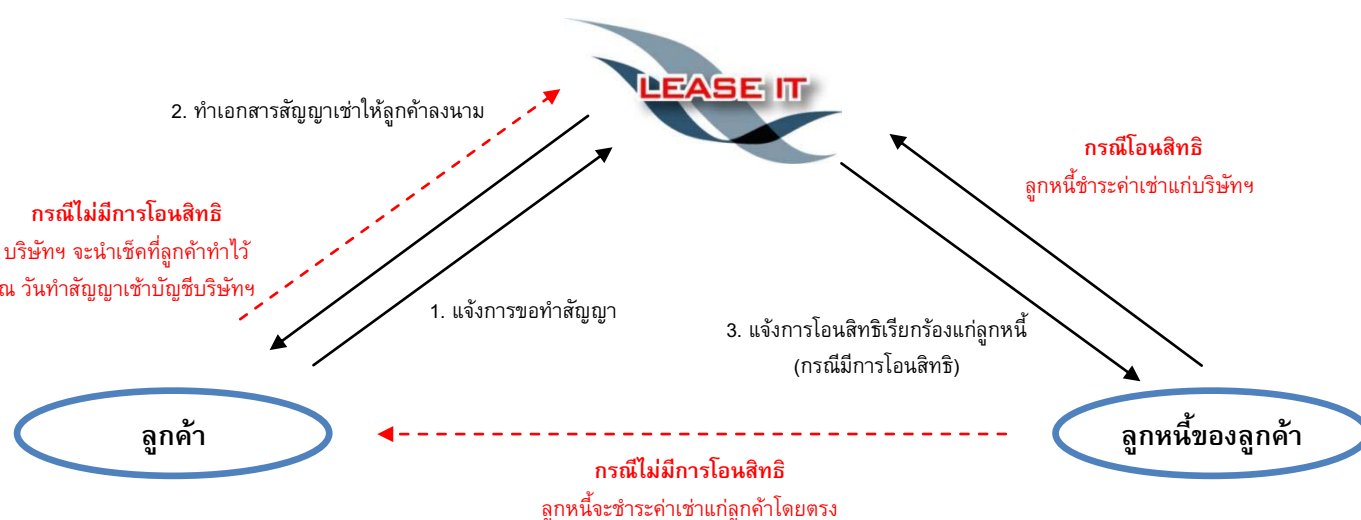 LEASE IT
2. ทำเอกสารสัญญาเช่าให้ลูกค้าลงนาม
กรณีโอนสิทธิ
ลูกหนี้ชำระค่าเช่าแก่บริษัทฯ
กรณีไม่มีการโอนสิทธิ
บริษัทฯ จะนำเช็คที่ลูกค้าทำไว้
ณ วันทำสัญญาเช้าบัญชีบริษัทฯ
1. แจ้งการขอทำสัญญา
3. แจ้งการโอนสิทธิเรียกร้องแก่ลูกหนี้
(กรณีมีการโอนสิทธิ)
ลูกค้า
ลูกหนี้ของลูกค้า
กรณีไม่มีการโอนสิทธิ
ลูกหนี้จะชำระค่าเช่าแก่ลูกค้าโดยตรง